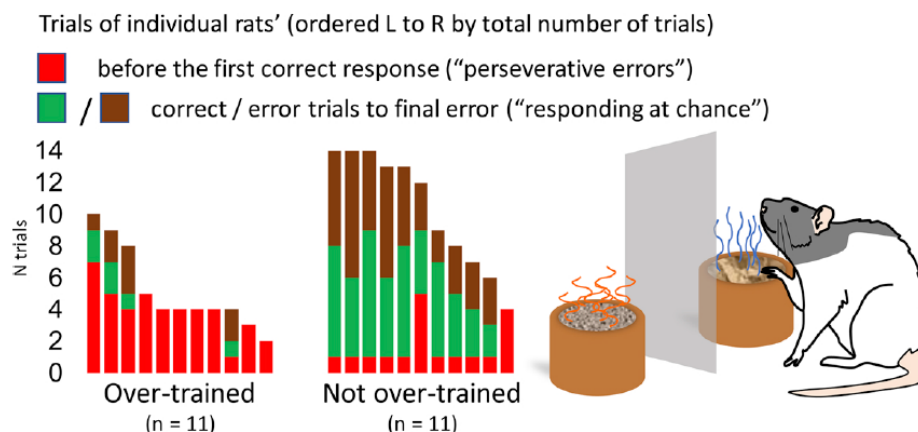 Trials of individual rats’ (ordered L to R by total number of trials)
before the first correct response (“perseverative errors”)
/ correct / error trials to final error (“responding at chance”)
14
12
10
8
6
4
2
0
N trials
Over-trained
(n = 11)
Not over-trained
(n = 11)